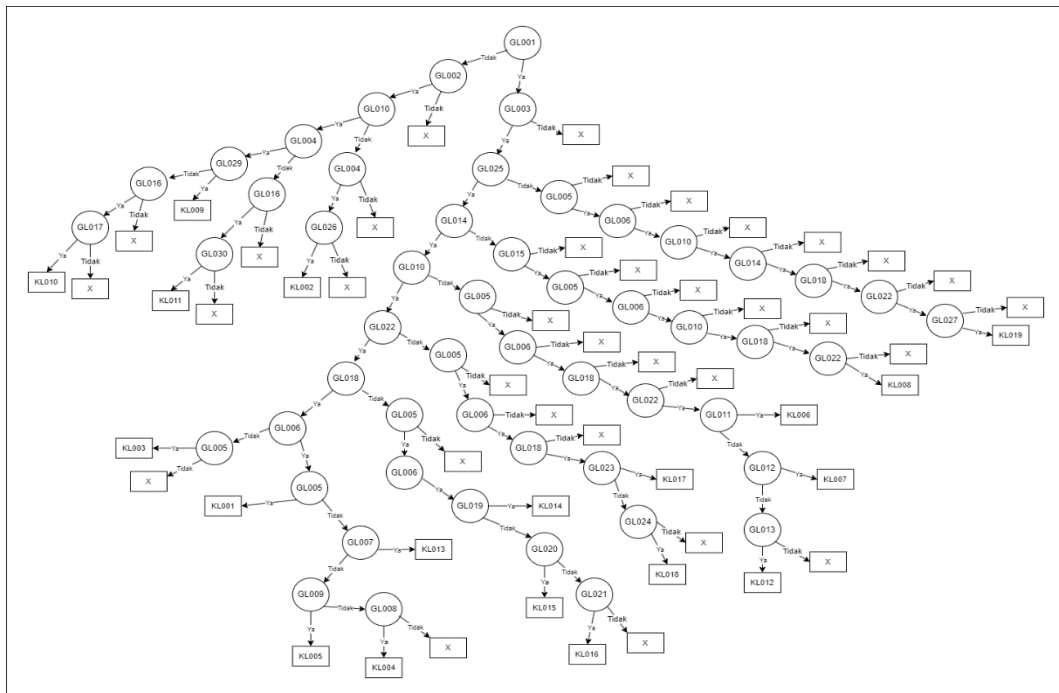 GL001
Tidak
Ya
GL002
Ya
Tidak
X
GL003
Tidak
X
Ya
GL010
Ya
Tidak
GL004
Ya
Tidak
GL004
Ya
Tidak
X
GL029
Tidak
Ya
KL009
GL016
Ya
Tidak
X
GL017
Ya
Tidak
KL010
X
GL016
Ya
Tidak
X
GL030
Ya
Tidak
KL011
X
GL026
Ya
Tidak
KL002
X
GL025
Ya
Tidak
GL005
Tidak
X
Ya
GL006
Tidak
X
Ya
GL010
Tidak
X
Ya
GL014
Tidak
X
Ya
GL018
Tidak
X
Ya
GL022
Tidak
X
Ya
GL027
Tidak
X
Ya
KL019
GL014
Ya
Tidak
GL015
Tidak
X
Ya
GL005
Tidak
X
Ya
GL006
Tidak
X
Ya
GL010
Tidak
X
Ya
GL018
Tidak
X
Ya
GL022
Tidak
X
Ya
KL008
GL010
Ya
Tidak
GL005
Tidak
X
Ya
GL006
Tidak
X
Ya
GL018
Tidak
X
Ya
GL022
Tidak
X
Ya
GL011
Ya
KL006
Tidak
GL012
Ya
KL007
Tidak
GL013
Tidak
X
Ya
KL012
GL022
Ya
Tidak
GL005
Tidak
X
Ya
GL006
Tidak
X
Ya
GL018
Tidak
X
Ya
GL023
Ya
KL017
Tidak
GL024
Tidak
X
Ya
KL018
GL018
Ya
Tidak
GL005
Ya
Tidak
X
GL006
Ya
GL019
Ya
KL014
Tidak
GL020
Ya
Tidak
KL015
GL021
Ya
Tidak
KL016
X
GL006
Tidak
Ya
GL005
Ya
KL003
Tidak
X
GL005
Ya
KL001
Tidak
GL007
Ya
KL013
Tidak
GL009
Ya
Tidak
KL005
GL008
Ya
Tidak
KL004
X